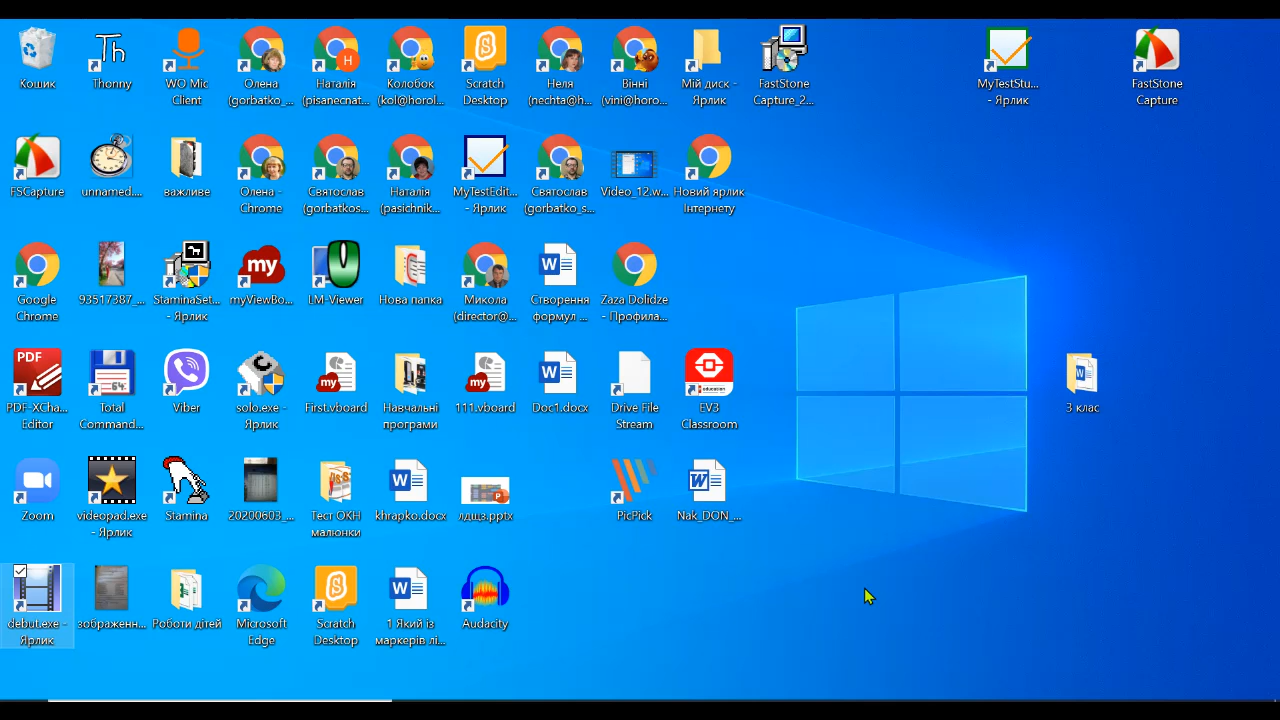 Кошик
Thonny
WO Mic
Client
Олена
(gorbatko_...
Наталія
(pisanecnat...
Колобок
(kol@horol...
Scratch
Desktop
Неля
(nechta@h...
Вінні
(vini@horo...
Мій диск -
Ярлик
FastStone
Capture_2...
MyTestStu...
- Ярлик
FastStone
Capture
FSCapture
unnamed....
важливе
Олена -
Chrome
Святослав
(gorbatkos...
Наталія
(pasichnik...
MyTestEdit...
- Ярлик
Святослав
(gorbatko_s...
Video_12.w...
Новий ярлик
Інтернету
Google
Chrome
93517387_...
StaminaSet...
- Ярлик
myViewBo...
LM-Viewer
Нова папка
Микола
(director@...
Створення
формул ...
Zaza Dolidze
- Профила...
PDF-XCha...
Editor
Total
Command...
Viber
solo.exe -
Ярлик
First.vboard
Навчальні
програми
111.vboard
Doc1.docx
Drive File
Stream
EV3
Classroom
3 клас
Zoom
videopad.exe
- Ярлик
Stamina
20200603_...
Тест ОКН
малюнки
khrapko.docx
лдщз.pptx
PicPick
Nak_DON_...
debut.exe -
Ярлик
зображенн...
Роботи дітей
Microsoft
Edge
Scratch
Desktop
1 Який із
маркерів лі...
Audacity